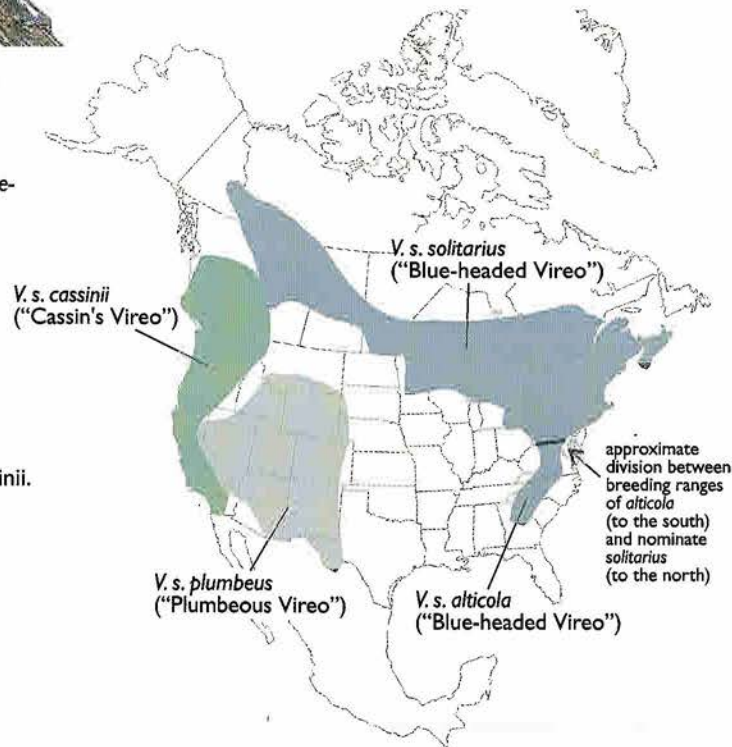 e-
V. s. solitarius
("Blue-headed Vireo")
V. s. cassinii
("Cassin's Vireo")
inii.
approximate
division between
breeding ranges
of alticola
(to the south)
and nominate
solitarius
(to the north)
V. s. plumbeus
("Plumbeous Vireo")
V. s. alticola
("Blue-headed Vireo")